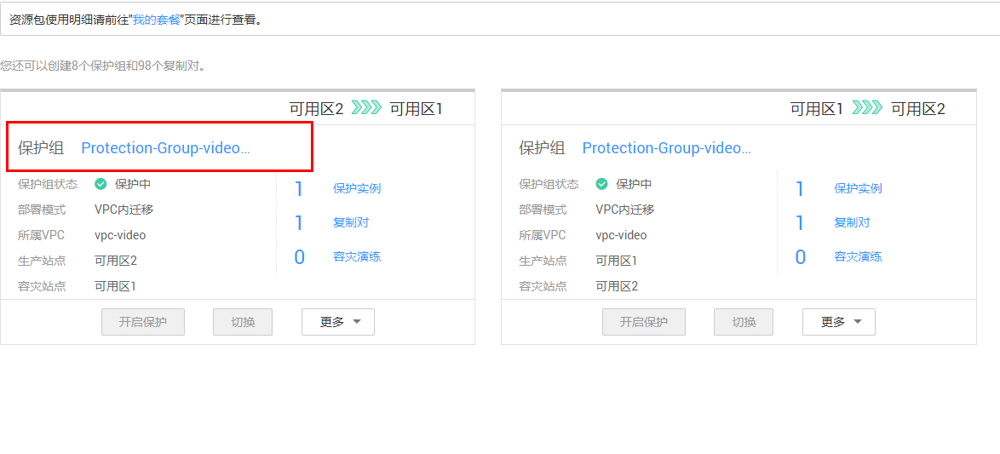 资源包使用明细请前往"我的套餐"页面进行查看。
您还可以创建8个保护组和98个复制对。
可用区2 可用区1
保护组 Protection-Group-video...
保护组状态 保护中
部署模式 VPC内迁移
所属VPC vpc-video
生产站点 可用区2
容灾站点 可用区1
1 保护实例
1 复制对
0 容灾演练
开启保护 切换 更多
可用区1 可用区2
保护组 Protection-Group-video...
保护组状态 保护中
部署模式 VPC内迁移
所属VPC vpc-video
生产站点 可用区1
容灾站点 可用区2
1 保护实例
1 复制对
0 容灾演练
开启保护 切换 更多